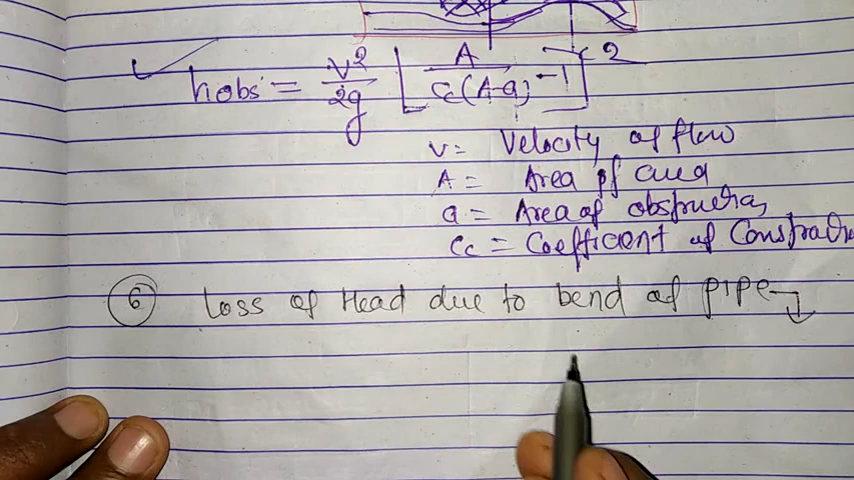 hobs = V²/2g [A/Cc(A-a) - 1]²
V = Velocity of flow
A = Area of area
a = Area of obstruction
Cc = Coefficient of
⑥ Loss of Head due to bend of pipe